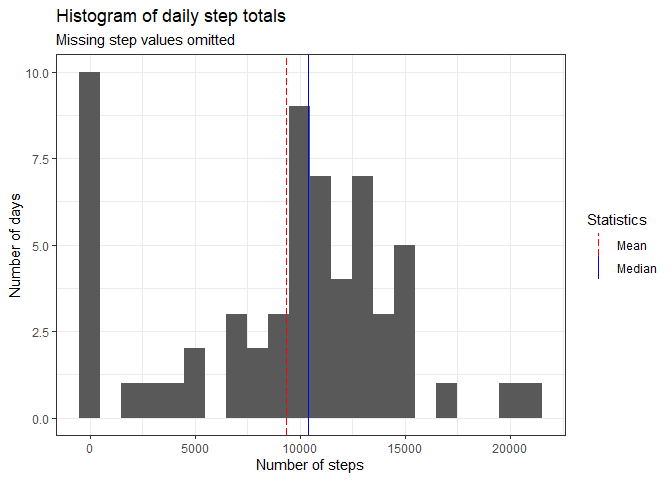 Histogram of daily step totals
Missing step values omitted
Number of days
10.0
7.5
5.0
2.5
0.0
0 5000 10000 15000 20000
Number of steps
Statistics
Mean
Median